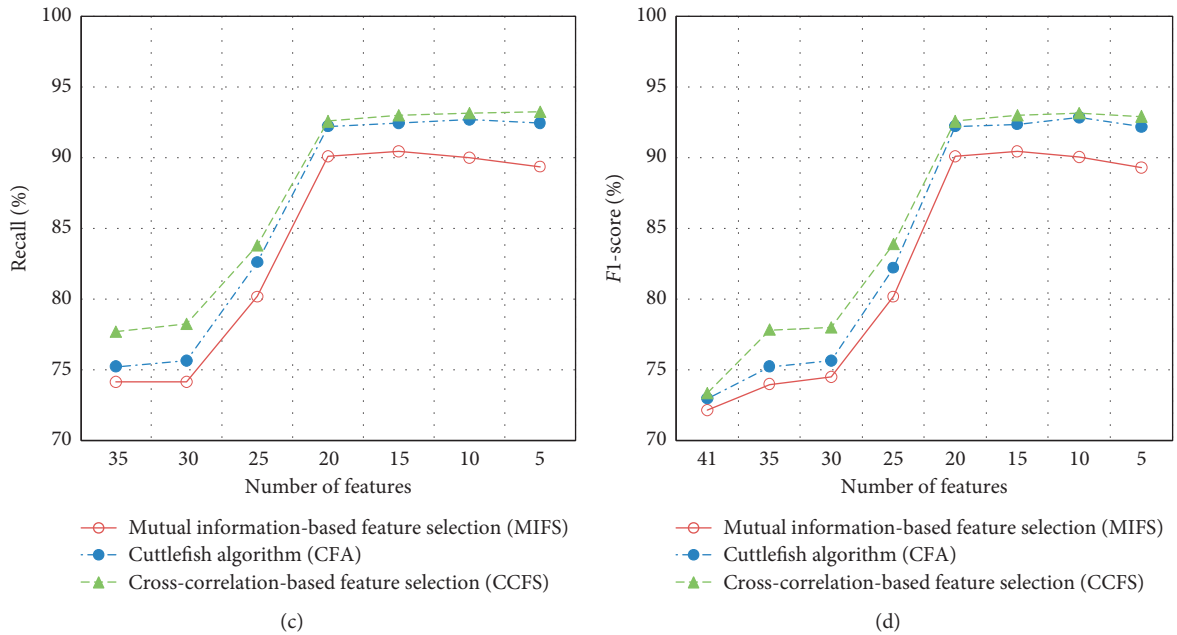 100
95
90
85
80
75
70
Recall (%)
35 30 25 20 15 10 5
Number of features
Mutual information-based feature selection (MIFS)
Cuttlefish algorithm (CFA)
Cross-correlation-based feature selection (CCFS)
(c)
100
95
90
85
80
75
70
F1-score (%)
41 35 30 25 20 15 10 5
Number of features
Mutual information-based feature selection (MIFS)
Cuttlefish algorithm (CFA)
Cross-correlation-based feature selection (CCFS)
(d)